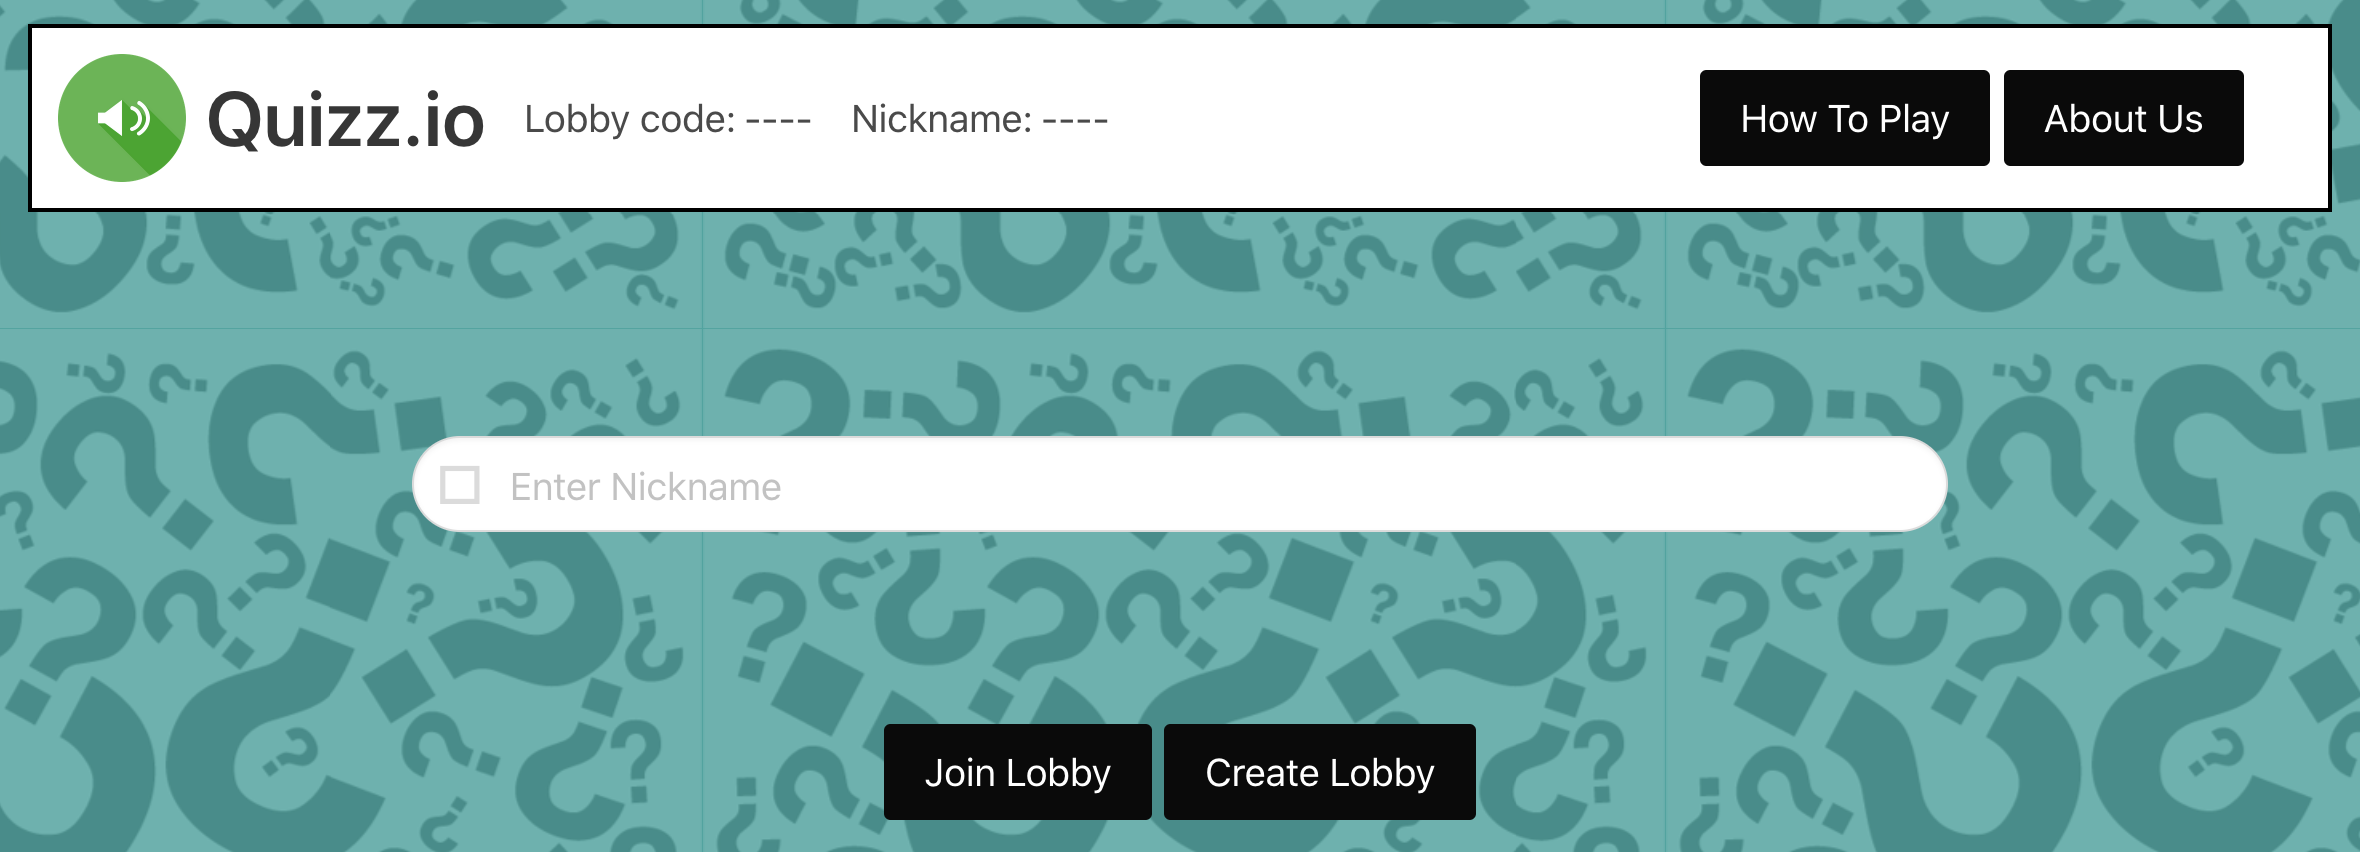 Quizz.io Lobby code: ---- Nickname: ---- How To Play About Us
Enter Nickname
Join Lobby Create Lobby